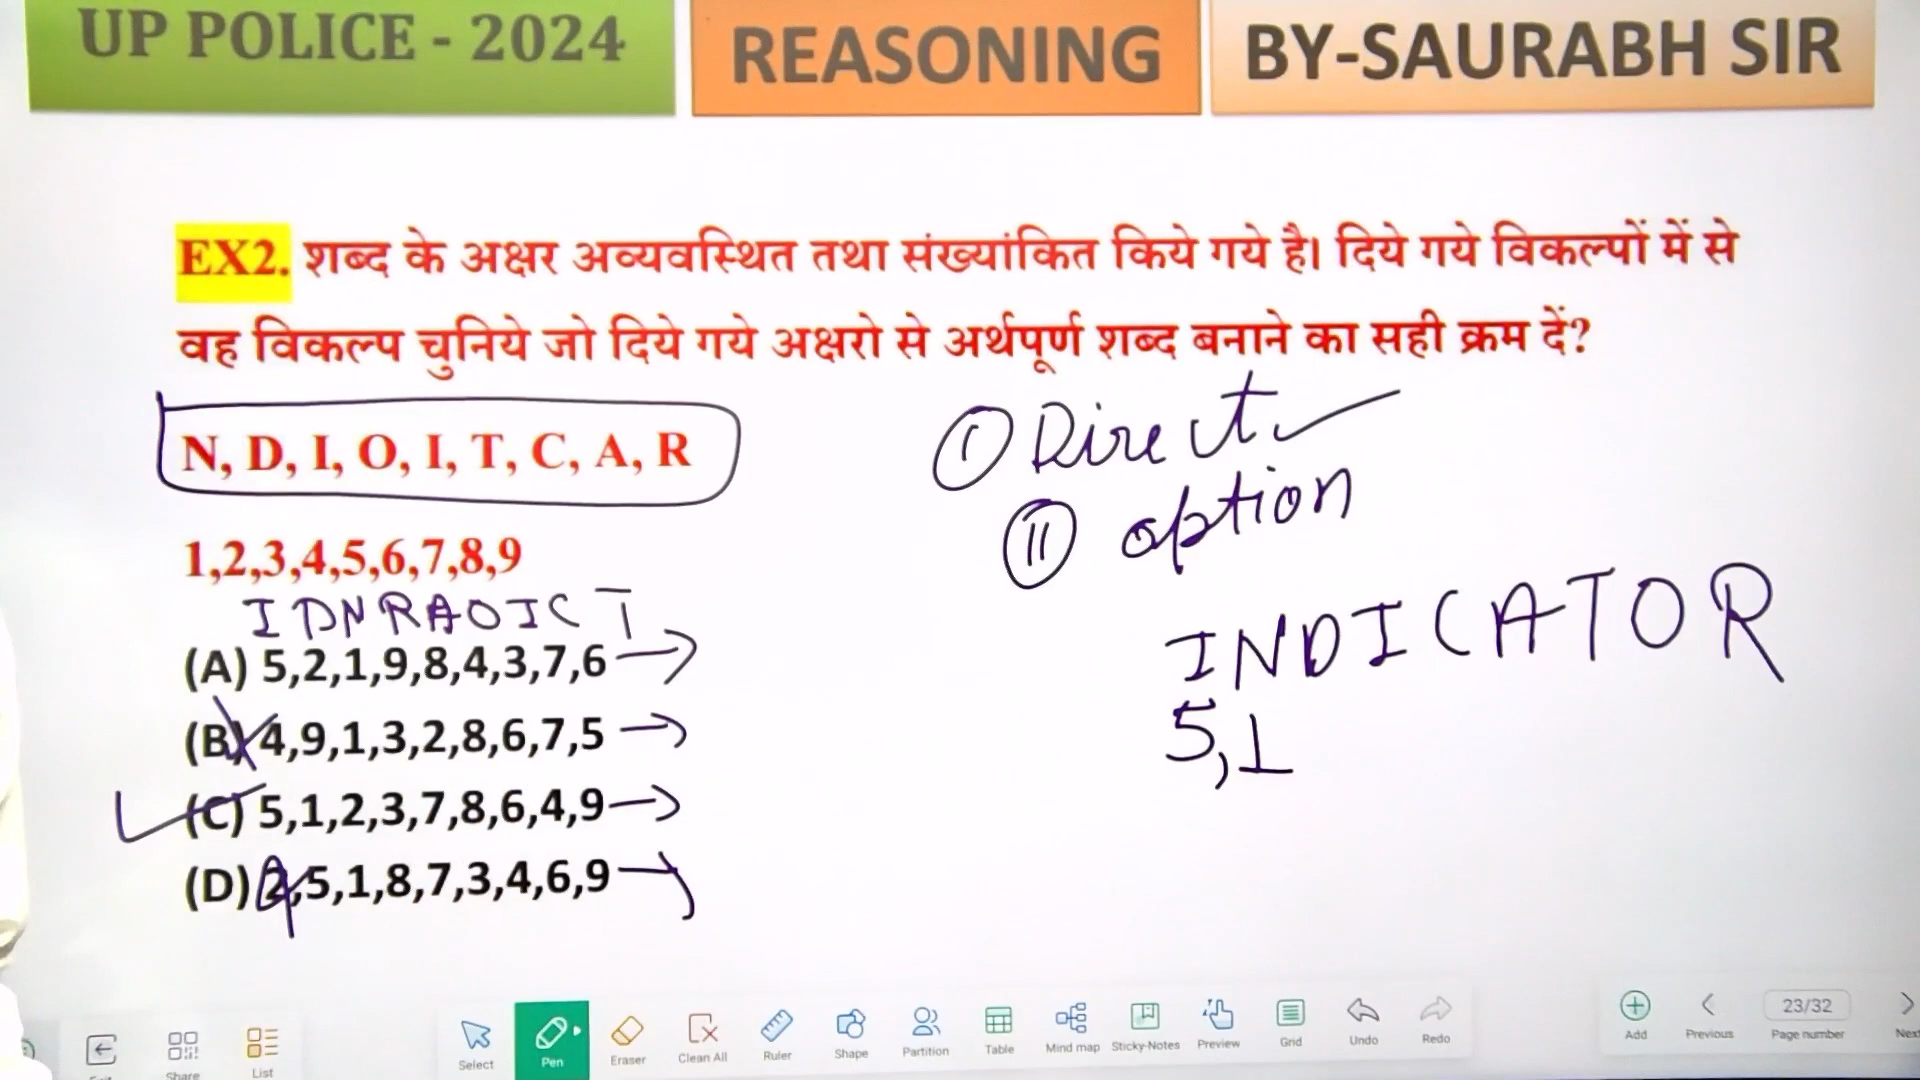 UP POLICE - 2024 REASONING BY-SAURABH SIR
EX2. शब्द के अक्षर अव्यवस्थित तथा संख्यांकित किये गये है। दिये गये विकल्पों में से
वह विकल्प चुनिये जो दिये गये अक्षरो से अर्थपूर्ण शब्द बनाने का सही क्रम दें?
N, D, I, O, I, T, C, A, R
I Direct
II option
1,2,3,4,5,6,7,8,9
IDNRAOICT
INDICATOR
5,1
(A) 5,2,1,9,8,4,3,7,6
(B) 4,9,1,3,2,8,6,7,5
(C) 5,1,2,3,7,8,6,4,9
(D) 2,5,1,8,7,3,4,6,9
Share List Select Pen Eraser Clean All Ruler Shape Partition Table Mind map Sticky-Notes Preview Grid Undo Redo Add Previous 23/32 Page number